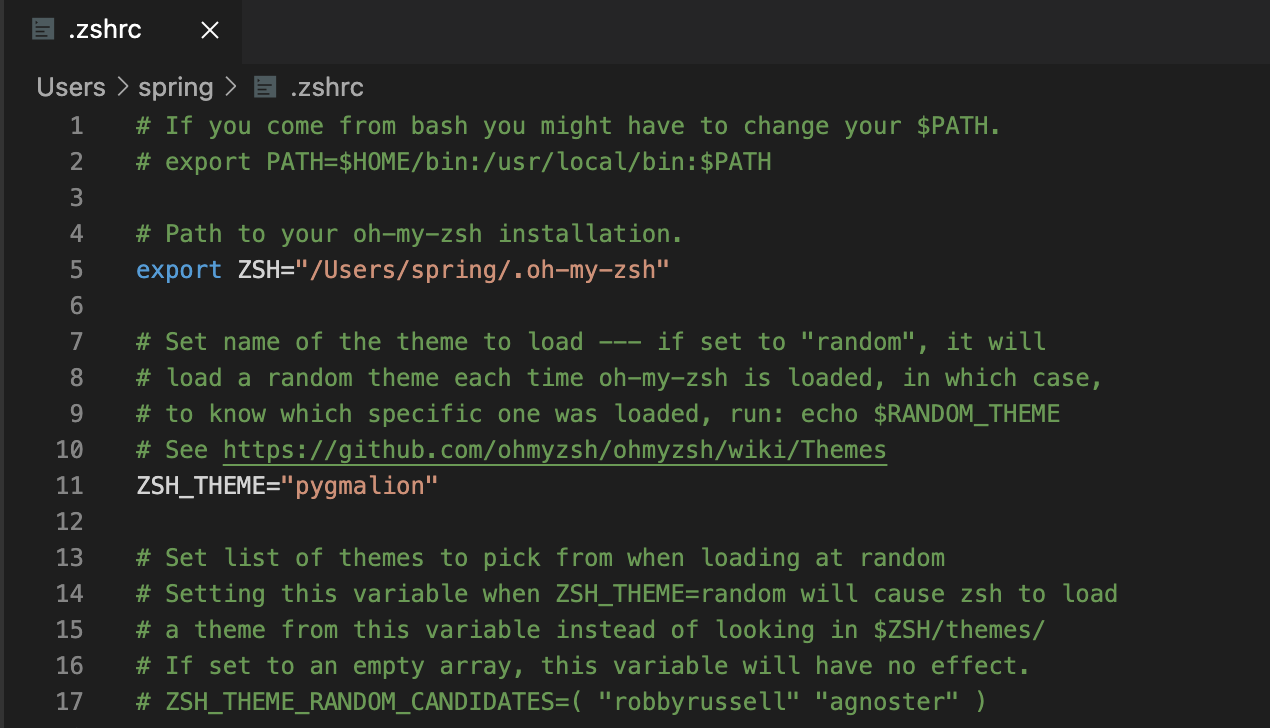 .zshrc
Users > spring > .zshrc
1 # If you come from bash you might have to change your $PATH.
2 # export PATH=$HOME/bin:/usr/local/bin:$PATH
3
4 # Path to your oh-my-zsh installation.
5 export ZSH="/Users/spring/.oh-my-zsh"
6
7 # Set name of the theme to load --- if set to "random", it will
8 # load a random theme each time oh-my-zsh is loaded, in which case,
9 # to know which specific one was loaded, run: echo $RANDOM_THEME
10 # See https://github.com/ohmyzsh/ohmyzsh/wiki/Themes
11 ZSH_THEME="pygmalion"
12
13 # Set list of themes to pick from when loading at random
14 # Setting this variable when ZSH_THEME=random will cause zsh to load
15 # a theme from this variable instead of looking in $ZSH/themes/
16 # If set to an empty array, this variable will have no effect.
17 # ZSH_THEME_RANDOM_CANDIDATES=( "robbyrussell" "agnoster" )